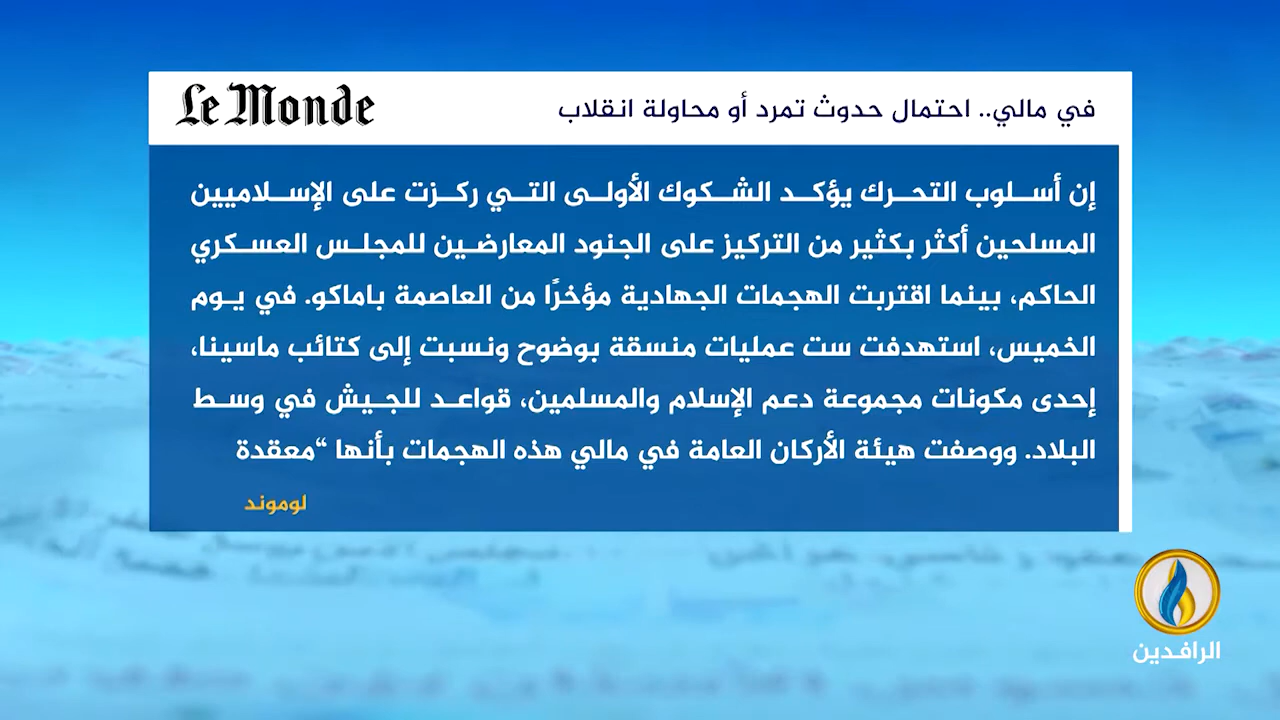 Le Monde
في مالي.. احتمال حدوث تمرد أو محاولة انقلاب
إن أسلوب التحرك يؤكد الشكوك الأولى التي ركزت على الإسلاميين
المسلحين أكثر بكثير من التركيز على الجنود المعارضين للمجلس العسكري
الحاكم، بينما اقتربت الهجمات الجهادية مؤخرًا من العاصمة باماكو. في يوم
الخميس، استهدفت ست عمليات منسقة بوضوح ونسبت إلى كتائب ماسينا،
إحدى مكونات مجموعة دعم الإسلام والمسلمين، قواعد للجيش في وسط
البلاد. ووصفت هيئة الأركان العامة في مالي هذه الهجمات بأنها “معقدة
لوموند
الرافدين